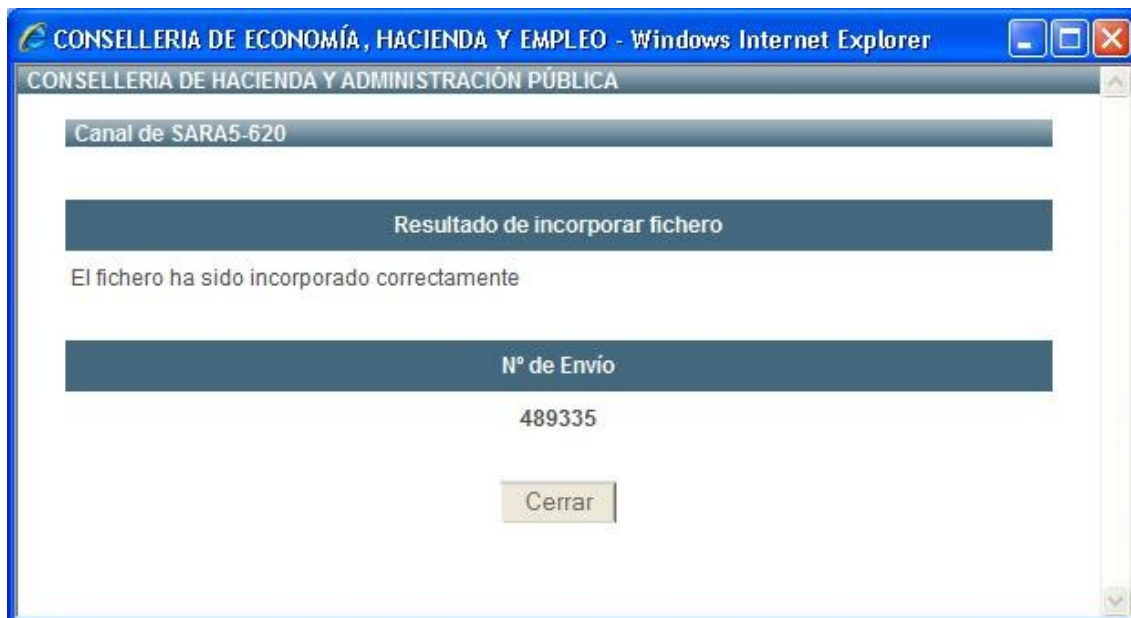 CONSELLERIA DE ECONOMÍA, HACIENDA Y EMPLEO - Windows Internet Explorer
CONSELLERIA DE HACIENDA Y ADMINISTRACIÓN PÚBLICA
Canal de SARA5-620
Resultado de incorporar fichero
El fichero ha sido incorporado correctamente
Nº de Envío
489335
Cerrar